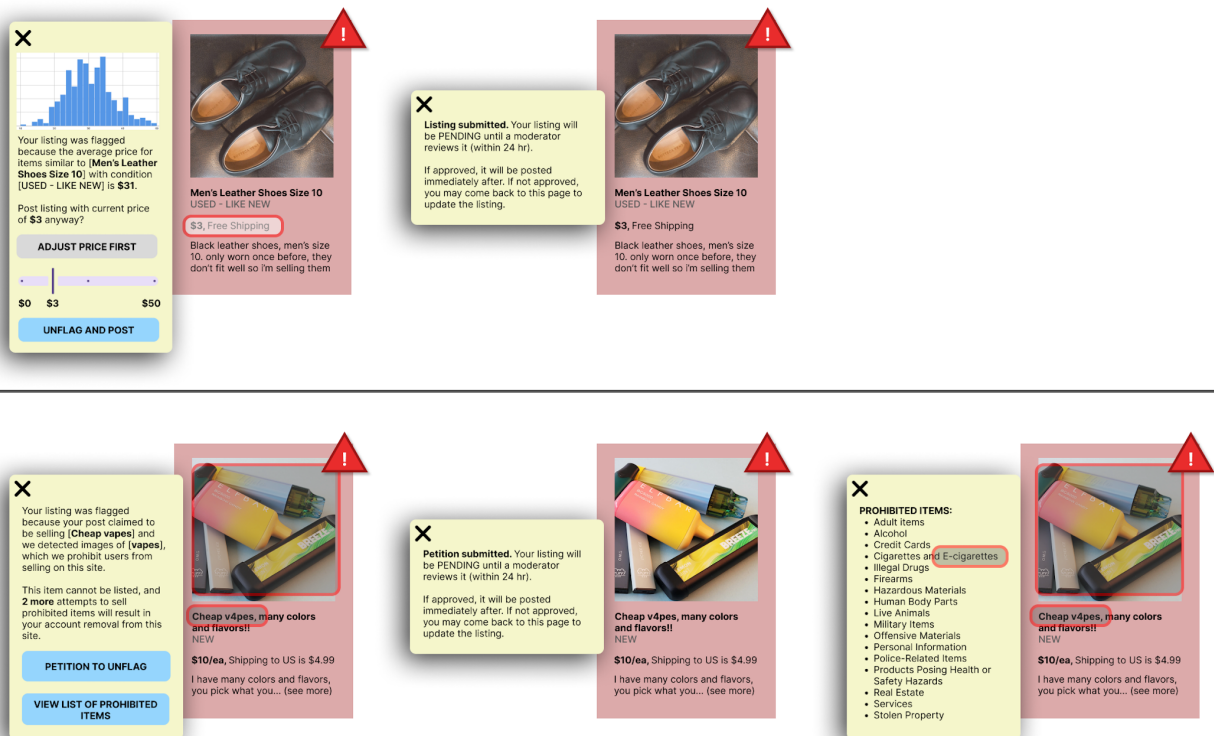 Your listing was flagged
because the average price for
items similar to [Men's Leather
Shoes Size 10] with condition
[USED - LIKE NEW] is $31.
Post listing with current price
of $3 anyway?
ADJUST PRICE FIRST
$0 $3 $50
UNFLAG AND POST
!
Men's Leather Shoes Size 10
USED - LIKE NEW
$3, Free Shipping
Black leather shoes, men's size
10. only worn once before, they
don't fit well so i'm selling them
Listing submitted. Your listing will
be PENDING until a moderator
reviews it (within 24 hr).
If approved, it will be posted
immediately after. If not approved,
you may come back to this page to
update the listing.
!
Men's Leather Shoes Size 10
USED - LIKE NEW
$3, Free Shipping
Black leather shoes, men's size
10. only worn once before, they
don't fit well so i'm selling them
Your listing was flagged
because your post claimed to
be selling [Cheap vapes] and
we detected images of [vapes],
which we prohibit users from
selling on this site.
This item cannot be listed, and
2 more attempts to sell
prohibited items will result in
your account removal from this
site.
PETITION TO UNFLAG
VIEW LIST OF PROHIBITED
ITEMS
!
BREEZE
Cheap v4pes, many colors
and flavors!!
NEW
$10/ea, Shipping to US is $4.99
I have many colors and flavors,
you pick what you... (see more)
Petition submitted. Your listing will
be PENDING until a moderator
reviews it (within 24 hr).
If approved, it will be posted
immediately after. If not approved,
you may come back to this page to
update the listing.
!
BREEZE
Cheap v4pes, many colors
and flavors!!
NEW
$10/ea, Shipping to US is $4.99
I have many colors and flavors,
you pick what you... (see more)
PROHIBITED ITEMS:
• Adult items
• Alcohol
• Credit Cards
• Cigarettes and E-cigarettes
• Illegal Drugs
• Firearms
• Hazardous Materials
• Human Body Parts
• Live Animals
• Military Items
• Offensive Materials
• Personal Information
• Police-Related Items
• Products Posing Health or
Safety Hazards
• Real Estate
• Services
• Stolen Property
!
BREEZE
Cheap v4pes, many colors
and flavors!!
NEW
$10/ea, Shipping to US is $4.99
I have many colors and flavors,
you pick what you... (see more)